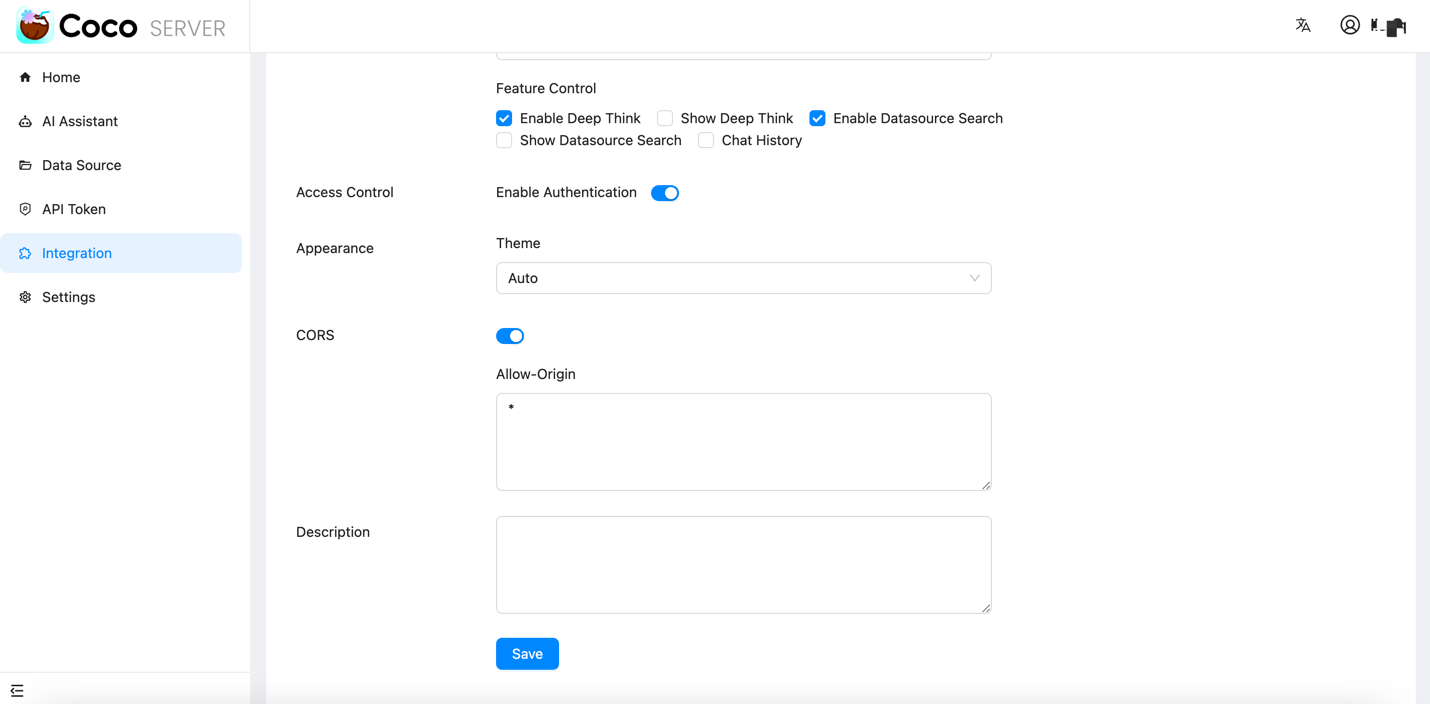 Coco SERVER
Home
AI Assistant
Data Source
API Token
Integration
Settings
Feature Control
Enable Deep Think Show Deep Think Enable Datasource Search
Show Datasource Search Chat History
Access Control Enable Authentication
Appearance Theme
Auto
CORS
Allow-Origin
*
Description
Save